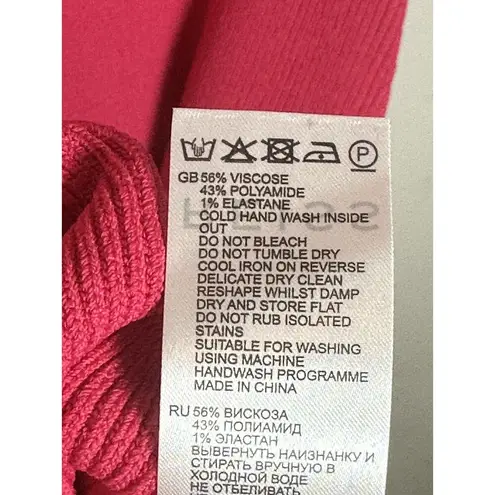 P
GB 56% VISCOSE
43% POLYAMIDE
1% ELASTANE
COLD HAND WASH INSIDE
OUT
DO NOT BLEACH
DO NOT TUMBLE DRY
COOL IRON ON REVERSE
DELICATE DRY CLEAN
RESHAPE WHILST DAMP
DRY AND STORE FLAT
DO NOT RUB ISOLATED
STAINS
SUITABLE FOR WASHING
USING MACHINE
HANDWASH PROGRAMME
MADE IN CHINA
RU 56% ВИСКОЗА
43% ПОЛИАМИД
1% ЭЛАСТАН
ВЫВЕРНУТЬ НАИЗНАНКУ И
СТИРАТЬ ВРУЧНУЮ В
ХОЛОДНОЙ ВОДЕ
НЕ ОТБЕЛИВАТЬ